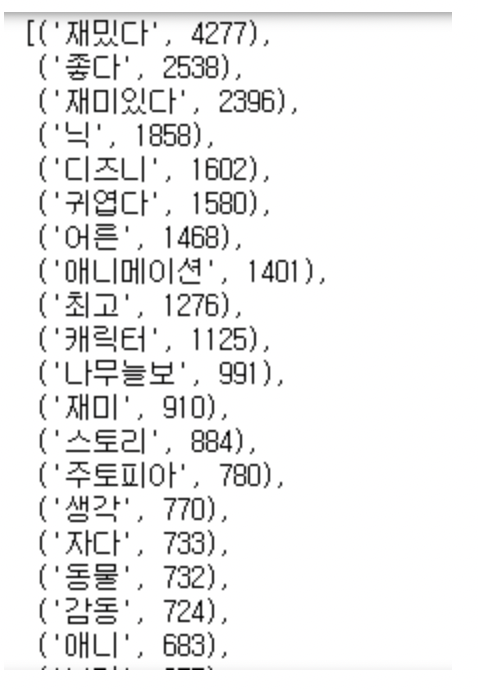 [('재밌다', 4277),
('좋다', 2538),
('재미있다', 2396),
('닉', 1858),
('디즈니', 1602),
('귀엽다', 1580),
('어른', 1468),
('애니메이션', 1401),
('최고', 1276),
('캐릭터', 1125),
('나무늘보', 991),
('재미', 910),
('스토리', 884),
('주토피아', 780),
('생각', 770),
('자다', 733),
('동물', 732),
('감동', 724),
('애니', 683),